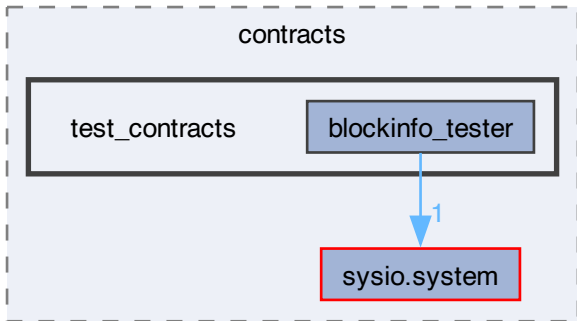 contracts
test_contracts
blockinfo_tester
1
sysio.system